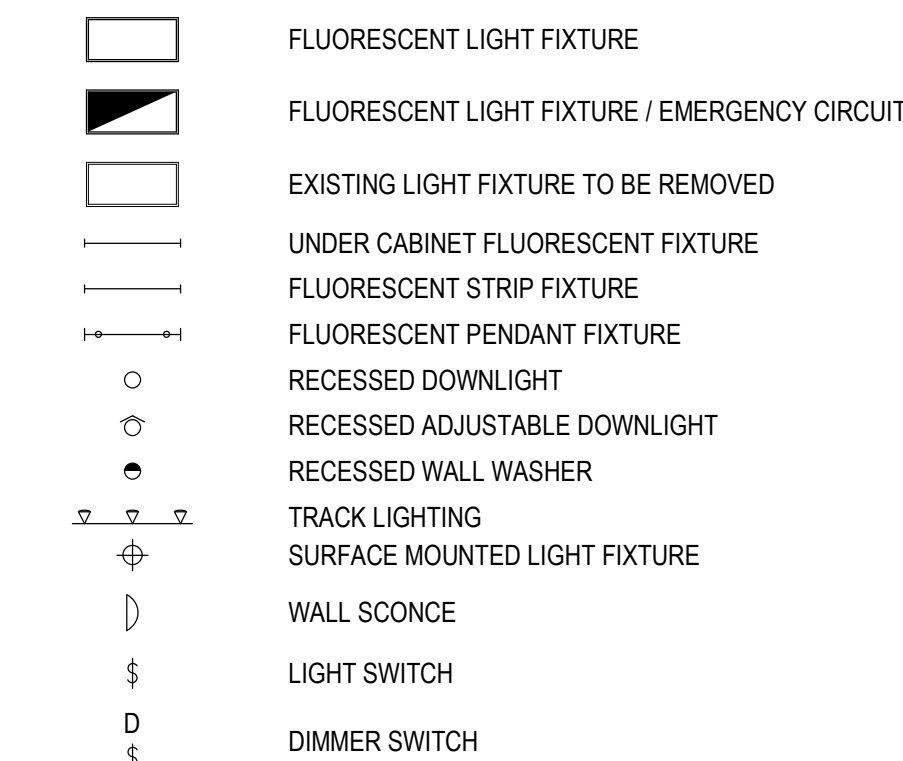 FLUORESCENT LIGHT FIXTURE
FLUORESCENT LIGHT FIXTURE / EMERGENCY CIRCUIT
EXISTING LIGHT FIXTURE TO BE REMOVED
UNDER CABINET FLUORESCENT FIXTURE
FLUORESCENT STRIP FIXTURE
FLUORESCENT PENDANT FIXTURE
RECESSED DOWNLIGHT
RECESSED ADJUSTABLE DOWNLIGHT
RECESSED WALL WASHER
TRACK LIGHTING
SURFACE MOUNTED LIGHT FIXTURE
WALL SCONCE
$ LIGHT SWITCH
D
$ DIMMER SWITCH